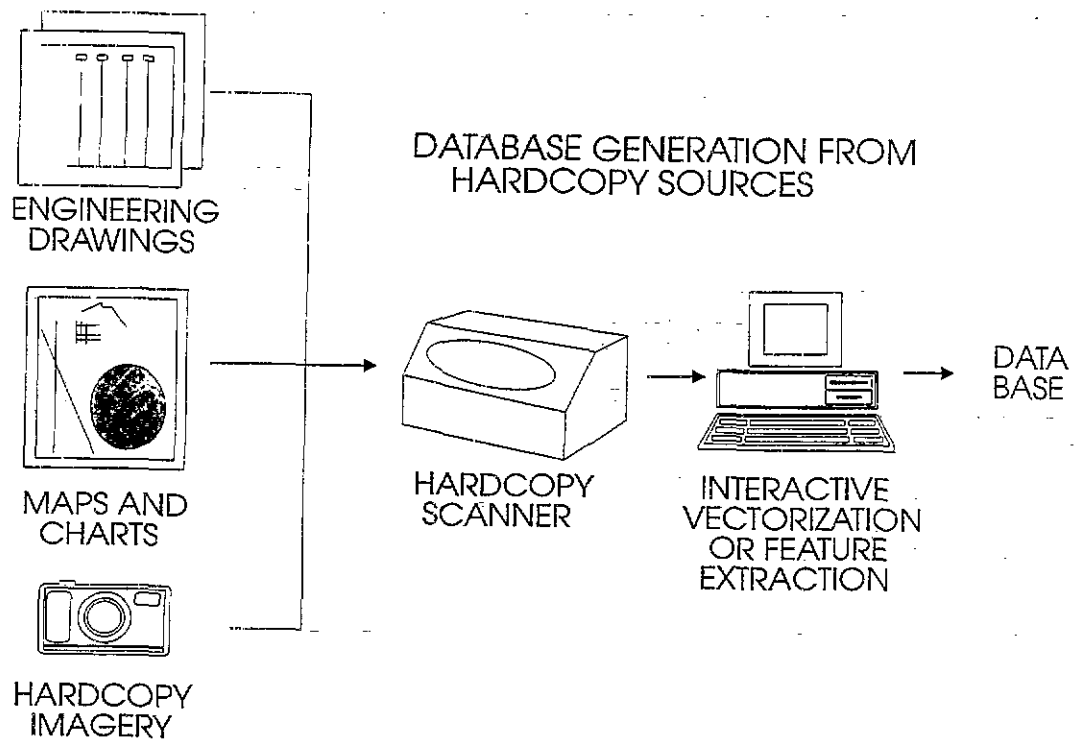 ENGINEERING
DRAWINGS
DATABASE GENERATION FROM
HARDCOPY SOURCES
MAPS AND
CHARTS
HARDCOPY
SCANNER
INTERACTIVE
VECTORIZATION
OR FEATURE
EXTRACTION
DATA
BASE
HARDCOPY
IMAGERY